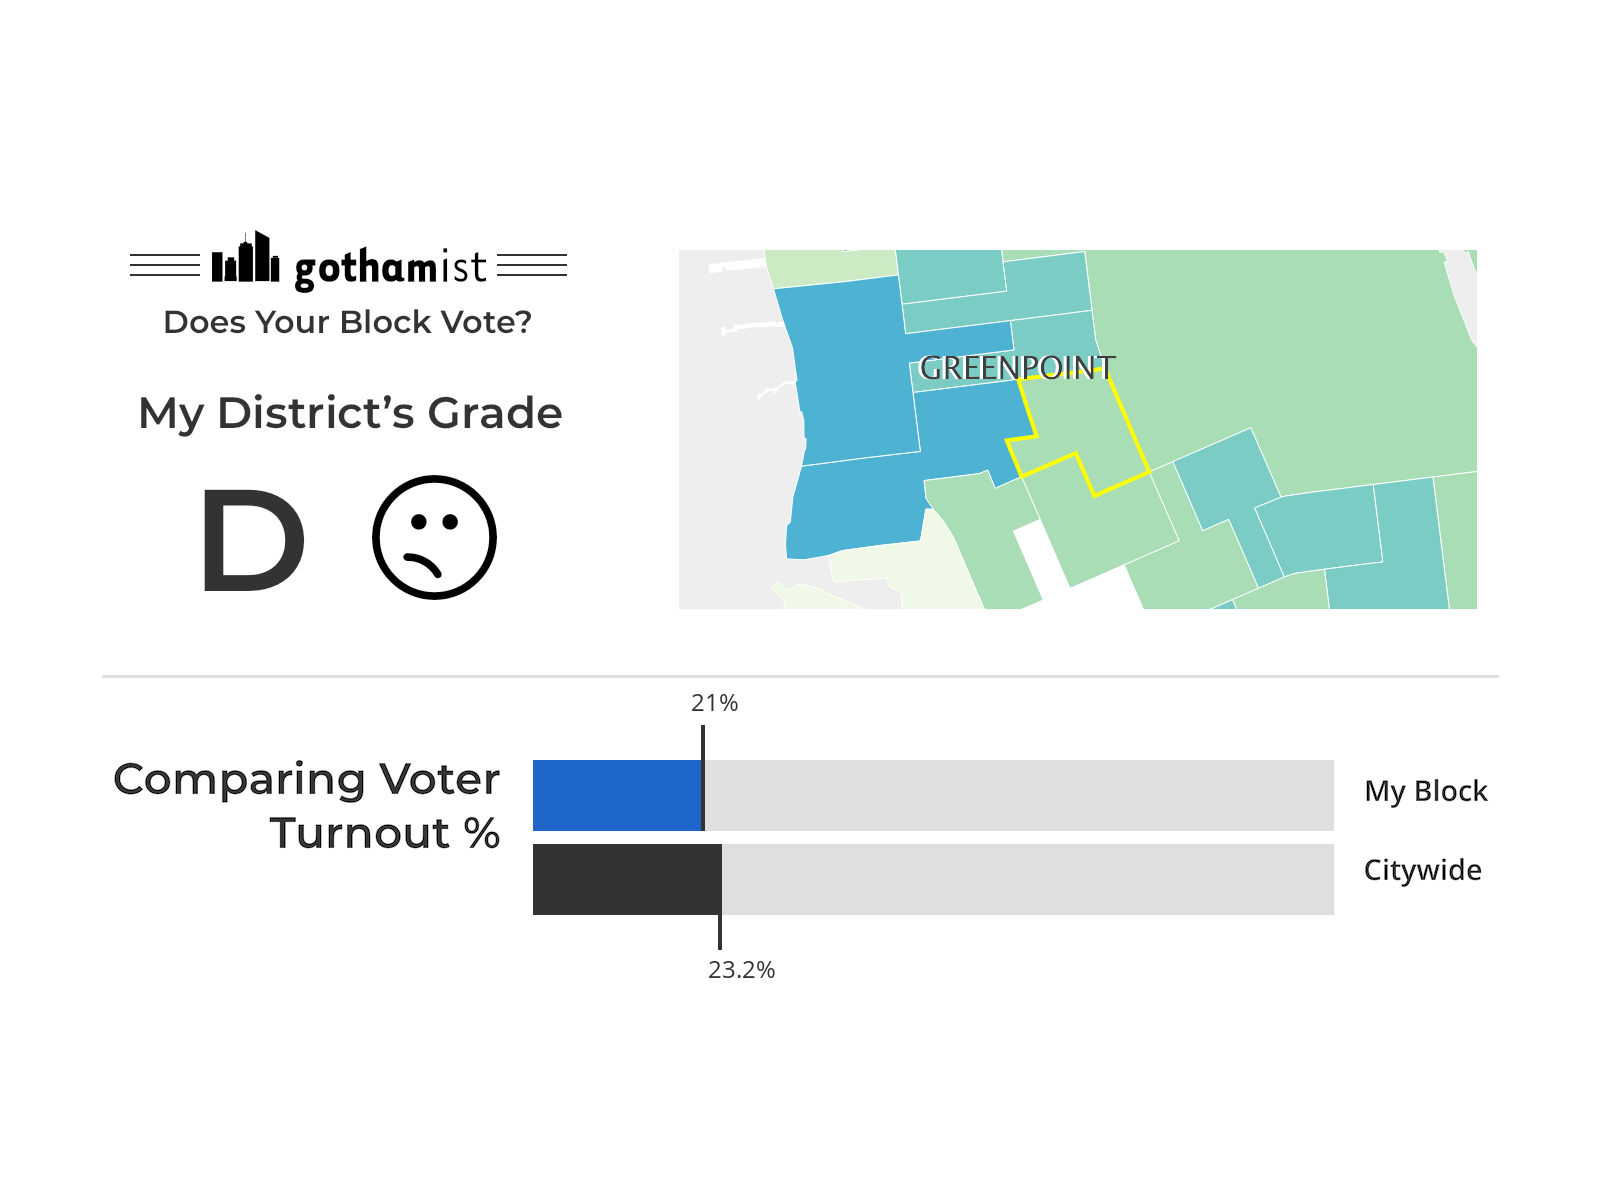 gothamist
Does Your Block Vote?
My District’s Grade
D
GREENPOINT
21%
Comparing Voter
Turnout %
My Block
Citywide
23.2%